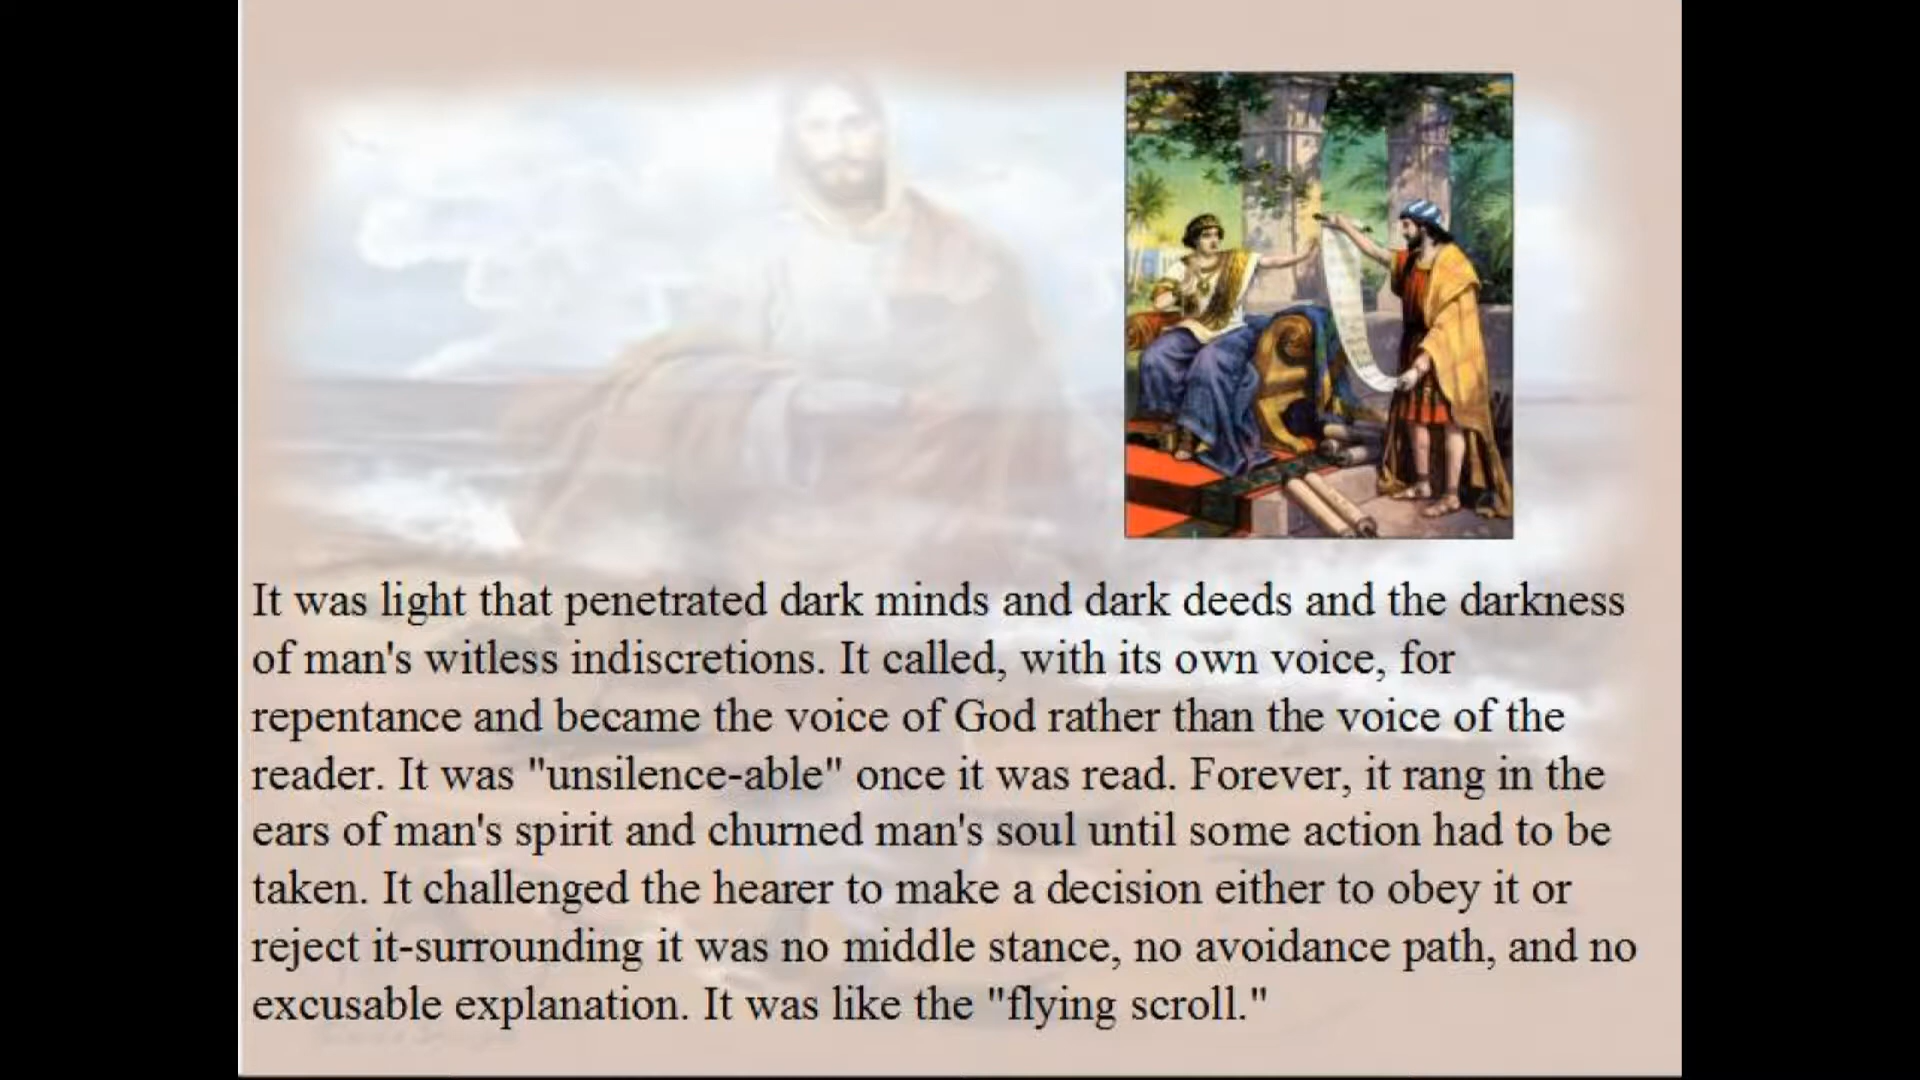 It was light that penetrated dark minds and dark deeds and the darkness
of man's witless indiscretions. It called, with its own voice, for
repentance and became the voice of God rather than the voice of the
reader. It was "unsilence-able" once it was read. Forever, it rang in the
ears of man's spirit and churned man's soul until some action had to be
taken. It challenged the hearer to make a decision either to obey it or
reject it-surrounding it was no middle stance, no avoidance path, and no
excusable explanation. It was like the "flying scroll."